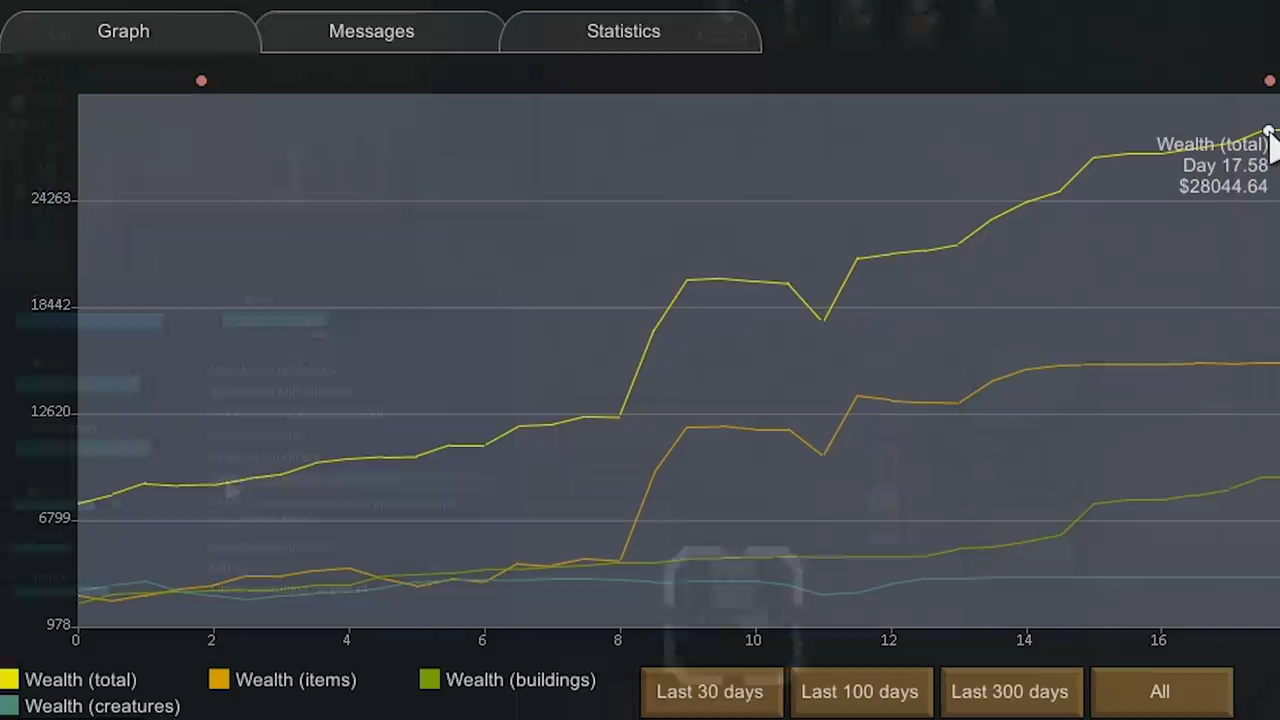 Graph Messages Statistics
Wealth (total)
Day 17.58
$28044.64
24263
18442
12620
6799
978
0 2 4 6 8 10 12 14 16
Wealth (total) Wealth (items) Wealth (buildings)
Wealth (creatures)
Last 30 days Last 100 days Last 300 days All